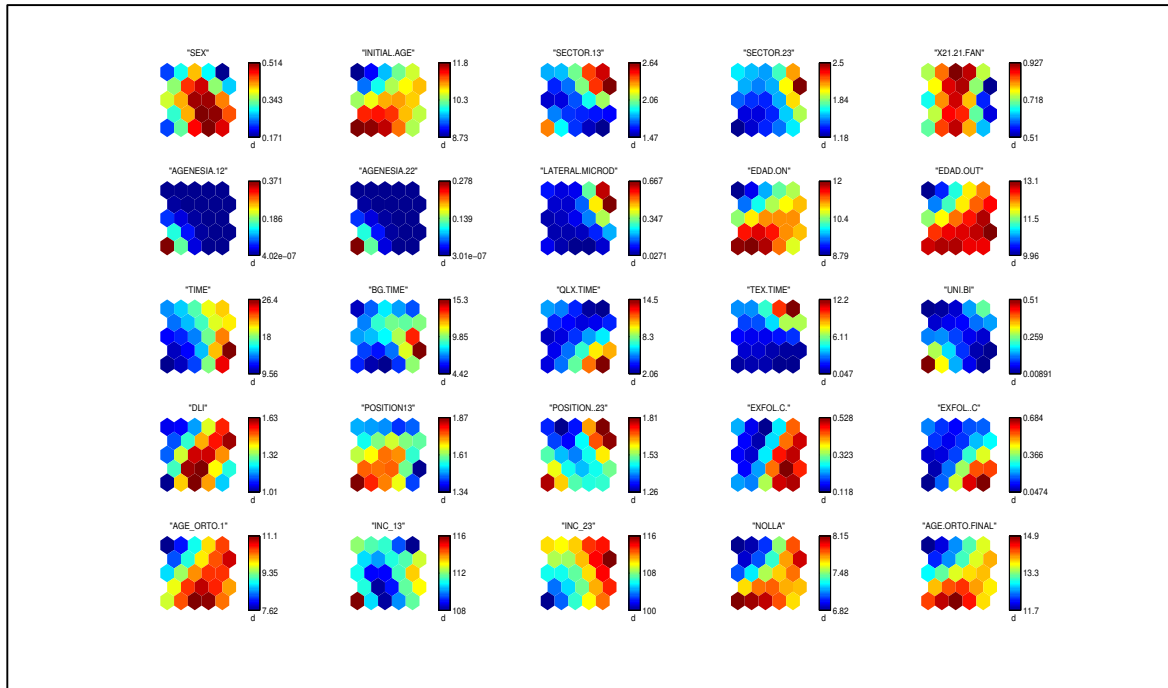 "SEX" "INITIAL.AGE" "SECTOR.13" "SECTOR.23" "X21.21.FAN"
0.514 11.8 2.64 2.5 0.927
0.343 10.3 2.06 1.84 0.718
0.171 8.73 1.47 1.18 0.51
d d d d d
"AGENESIA.12" "AGENESIA.22" "LATERAL.MICROD" "EDAD.ON" "EDAD.OUT"
0.371 0.278 0.667 12 13.1
0.186 0.139 0.347 10.4 11.5
4.02e-07 3.01e-07 0.0271 8.79 9.96
d d d d d
"TIME" "BG.TIME" "QLX.TIME" "TEX.TIME" "UNI.BI"
26.4 15.3 14.5 12.2 0.51
18 9.85 8.3 6.11 0.259
9.56 4.42 2.06 0.047 0.00891
d d d d d
"DLI" "POSITION13" "POSITION..23" "EXFOL.C." "EXFOL..C"
1.63 1.87 1.81 0.528 0.684
1.32 1.61 1.53 0.323 0.366
1.01 1.34 1.26 0.118 0.0474
d d d d d
"AGE_ORTO.1" "INC_13" "INC_23" "NOLLA" "AGE.ORTO.FINAL"
11.1 116 116 8.15 14.9
9.35 112 108 7.48 13.3
7.62 108 100 6.82 11.7
d d d d d